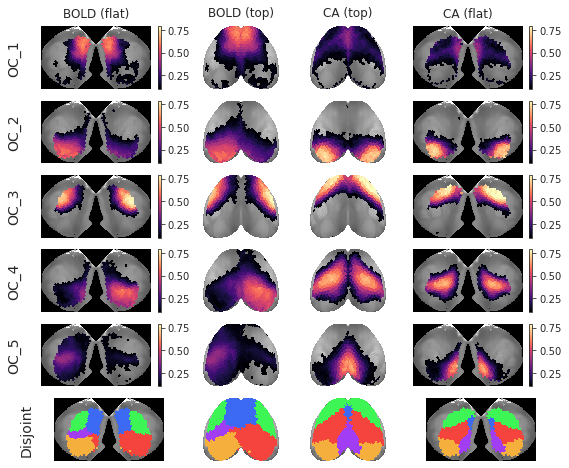 BOLD (flat) BOLD (top) CA (top) CA (flat)
OC_1 0.75 0.50 0.25 0.75 0.50 0.25
OC_2 0.75 0.50 0.25 0.75 0.50 0.25
OC_3 0.75 0.50 0.25 0.75 0.50 0.25
OC_4 0.75 0.50 0.25 0.75 0.50 0.25
OC_5 0.75 0.50 0.25 0.75 0.50 0.25
Disjoint